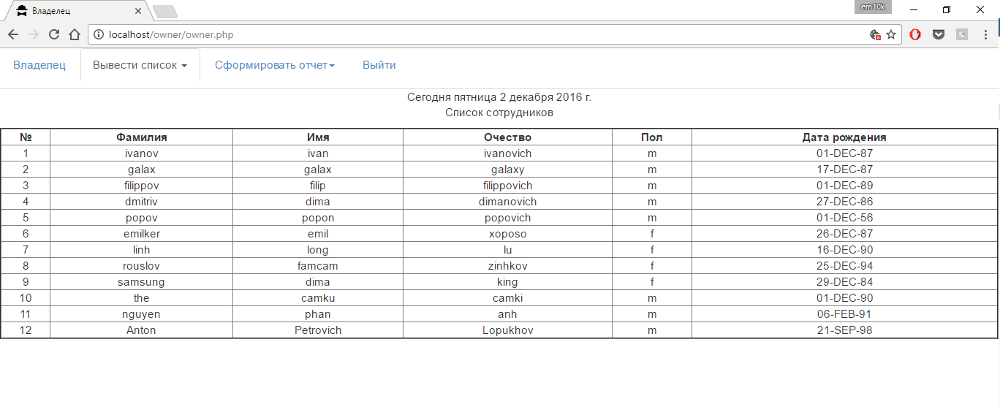 Владелец
em10k
localhost/owner/owner.php
Владелец Вывести список Сформировать отчет Выйти
Сегодня пятница 2 декабря 2016 г.
Список сотрудников
№ Фамилия Имя Очество Пол Дата рождения
1 ivanov ivan ivanovich m 01-DEC-87
2 galax galax galaxy m 17-DEC-87
3 filippov filip filippovich m 01-DEC-89
4 dmitriv dima dimanovich m 27-DEC-86
5 popov popon popovich m 01-DEC-56
6 emilker emil xoposo f 26-DEC-87
7 linh long lu f 16-DEC-90
8 rouslov famcam zinhkov f 25-DEC-94
9 samsung dima king f 29-DEC-84
10 the camku camki m 01-DEC-90
11 nguyen phan anh m 06-FEB-91
12 Anton Petrovich Lopukhov m 21-SEP-98